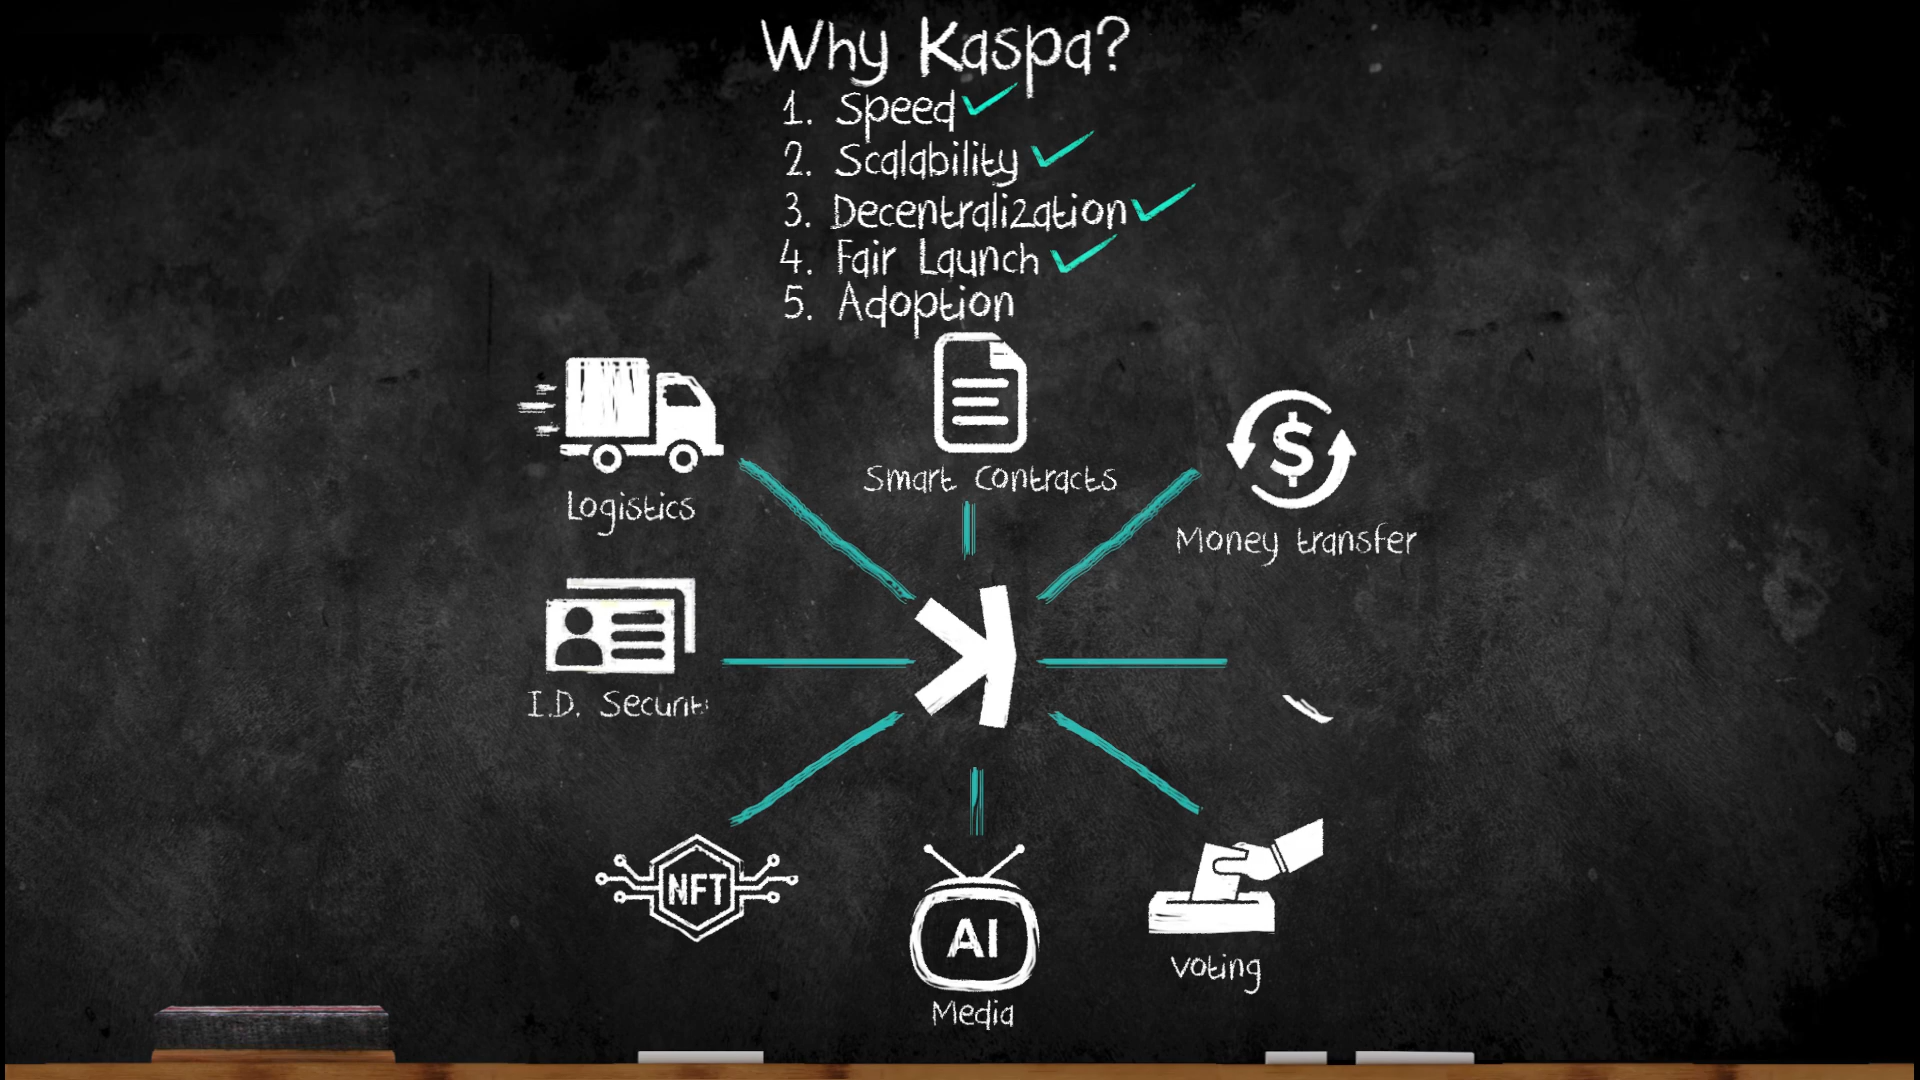 Why Kaspa?
1. Speed
2. Scalability
3. Decentralization
4. Fair Launch
5. Adoption
Logistics
Smart Contracts
$
Money transfer
I.D. Securit
NFT
AI
Media
Voting